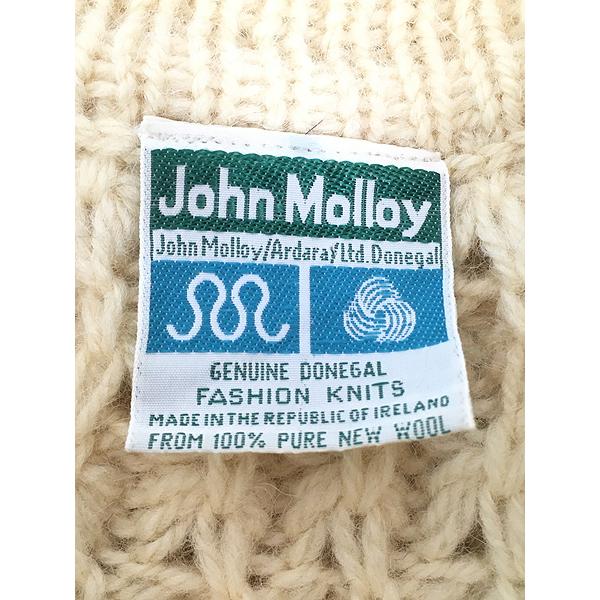 John Molloy
John Molloy/Ardara Ltd. Donegal
GENUINE DONEGAL
FASHION KNITS
MADE IN THE REPUBLIC OF IRELAND
FROM 100% PURE NEW WOOL